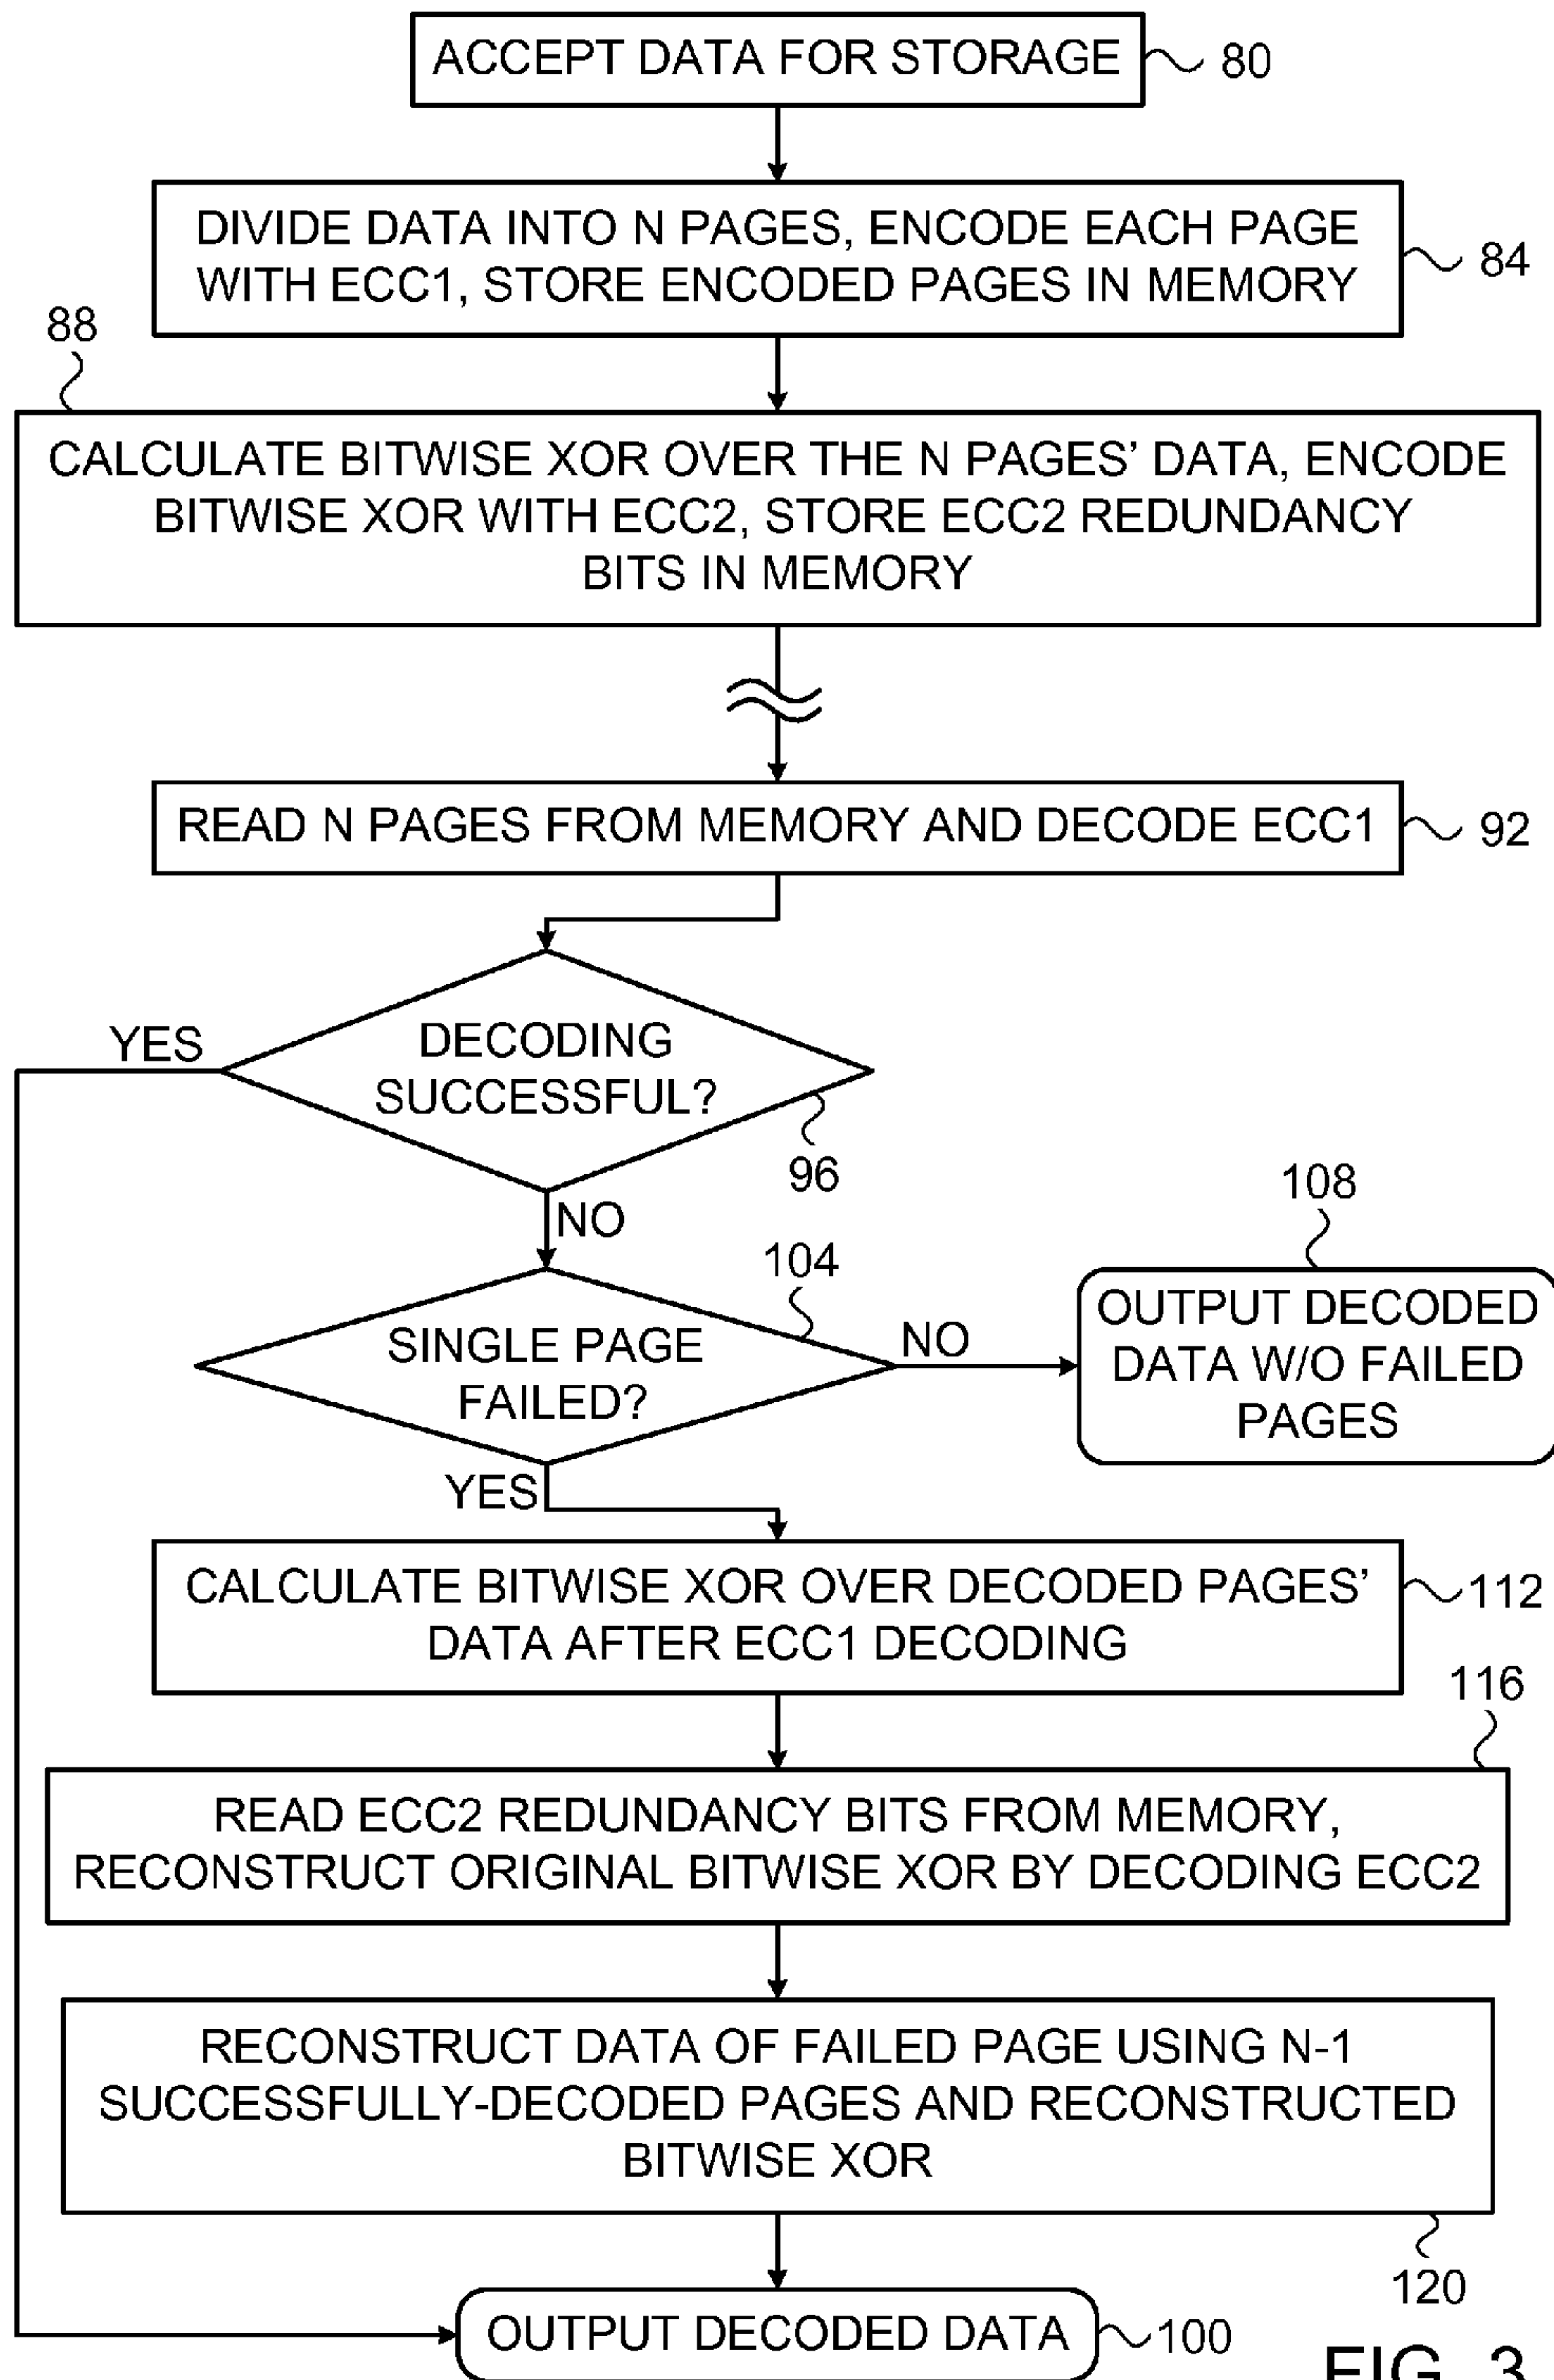 ACCEPT DATA FOR STORAGE
80
DIVIDE DATA INTO N PAGES, ENCODE EACH PAGE
WITH ECC1, STORE ENCODED PAGES IN MEMORY
84
88
CALCULATE BITWISE XOR OVER THE N PAGES' DATA, ENCODE
BITWISE XOR WITH ECC2, STORE ECC2 REDUNDANCY
BITS IN MEMORY
READ N PAGES FROM MEMORY AND DECODE ECC1
92
YES
DECODING
SUCCESSFUL?
96
NO
104
108
SINGLE PAGE
FAILED?
NO
OUTPUT DECODED
DATA W/O FAILED
PAGES
YES
CALCULATE BITWISE XOR OVER DECODED PAGES'
DATA AFTER ECC1 DECODING
112
116
READ ECC2 REDUNDANCY BITS FROM MEMORY,
RECONSTRUCT ORIGINAL BITWISE XOR BY DECODING ECC2
RECONSTRUCT DATA OF FAILED PAGE USING N-1
SUCCESSFULLY-DECODED PAGES AND RECONSTRUCTED
BITWISE XOR
120
OUTPUT DECODED DATA
100
FIG. 3